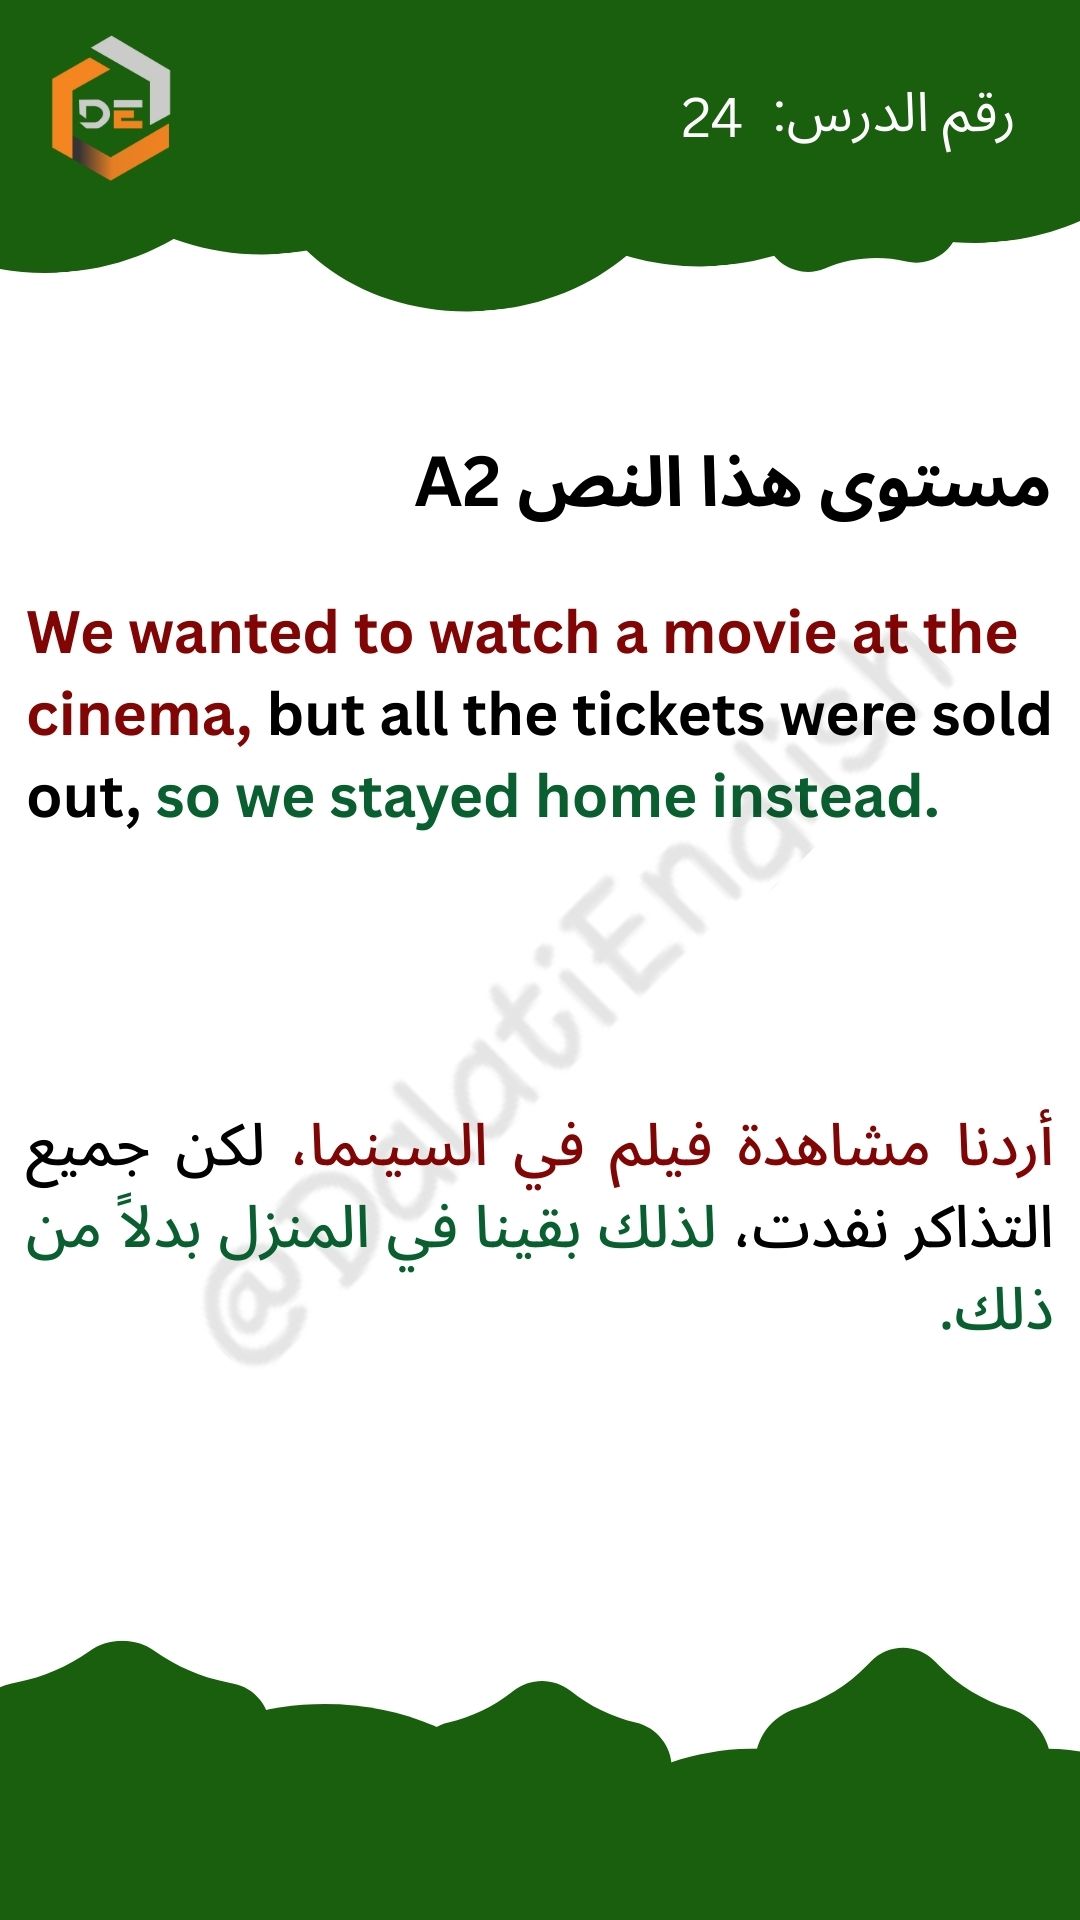 DE
رقم الدرس: 24
مستوى هذا النص A2
We wanted to watch a movie at the
cinema, but all the tickets were sold
out, so we stayed home instead.
@DalatiEnglish
أردنا مشاهدة فيلم في السينما، لكن جميع
التذاكر نفدت، لذلك بقينا في المنزل بدلاً من
ذلك.